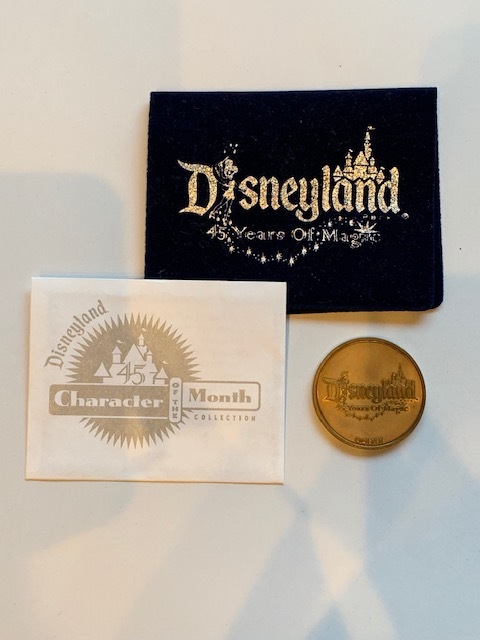 Disneyland
45 Years Of Magic
Disneyland
45
Character
OF THE
Month
COLLECTION
Disneyland
Years Of Magic